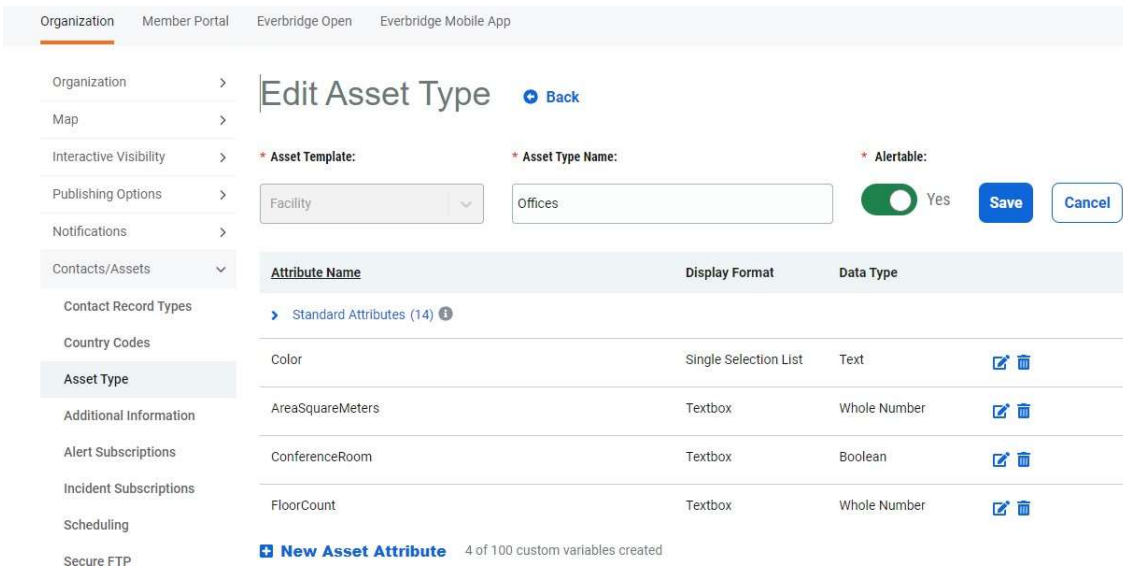 Organization Member Portal Everbridge Open Everbridge Mobile App
Organization
Map
Interactive Visibility
Publishing Options
Notifications
Contacts/Assets
Contact Record Types
Country Codes
Asset Type
Additional Information
Alert Subscriptions
Incident Subscriptions
Scheduling
Secure FTP
Edit Asset Type Back
* Asset Template: * Asset Type Name: * Alertable:
Facility Offices Yes Save Cancel
Attribute Name Display Format Data Type
Standard Attributes (14)
Color Single Selection List Text
AreaSquareMeters Textbox Whole Number
ConferenceRoom Textbox Boolean
FloorCount Textbox Whole Number
New Asset Attribute 4 of 100 custom variables created